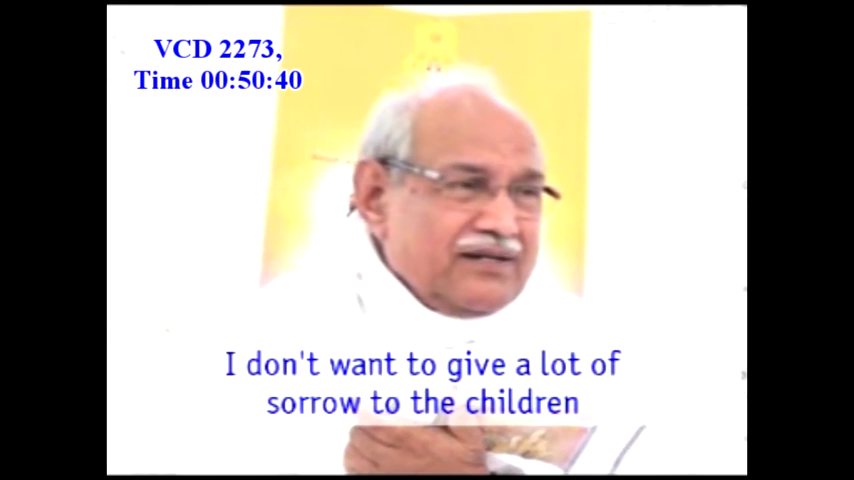 VCD 2273,
Time 00:50:40
I don't want to give a lot of
sorrow to the children